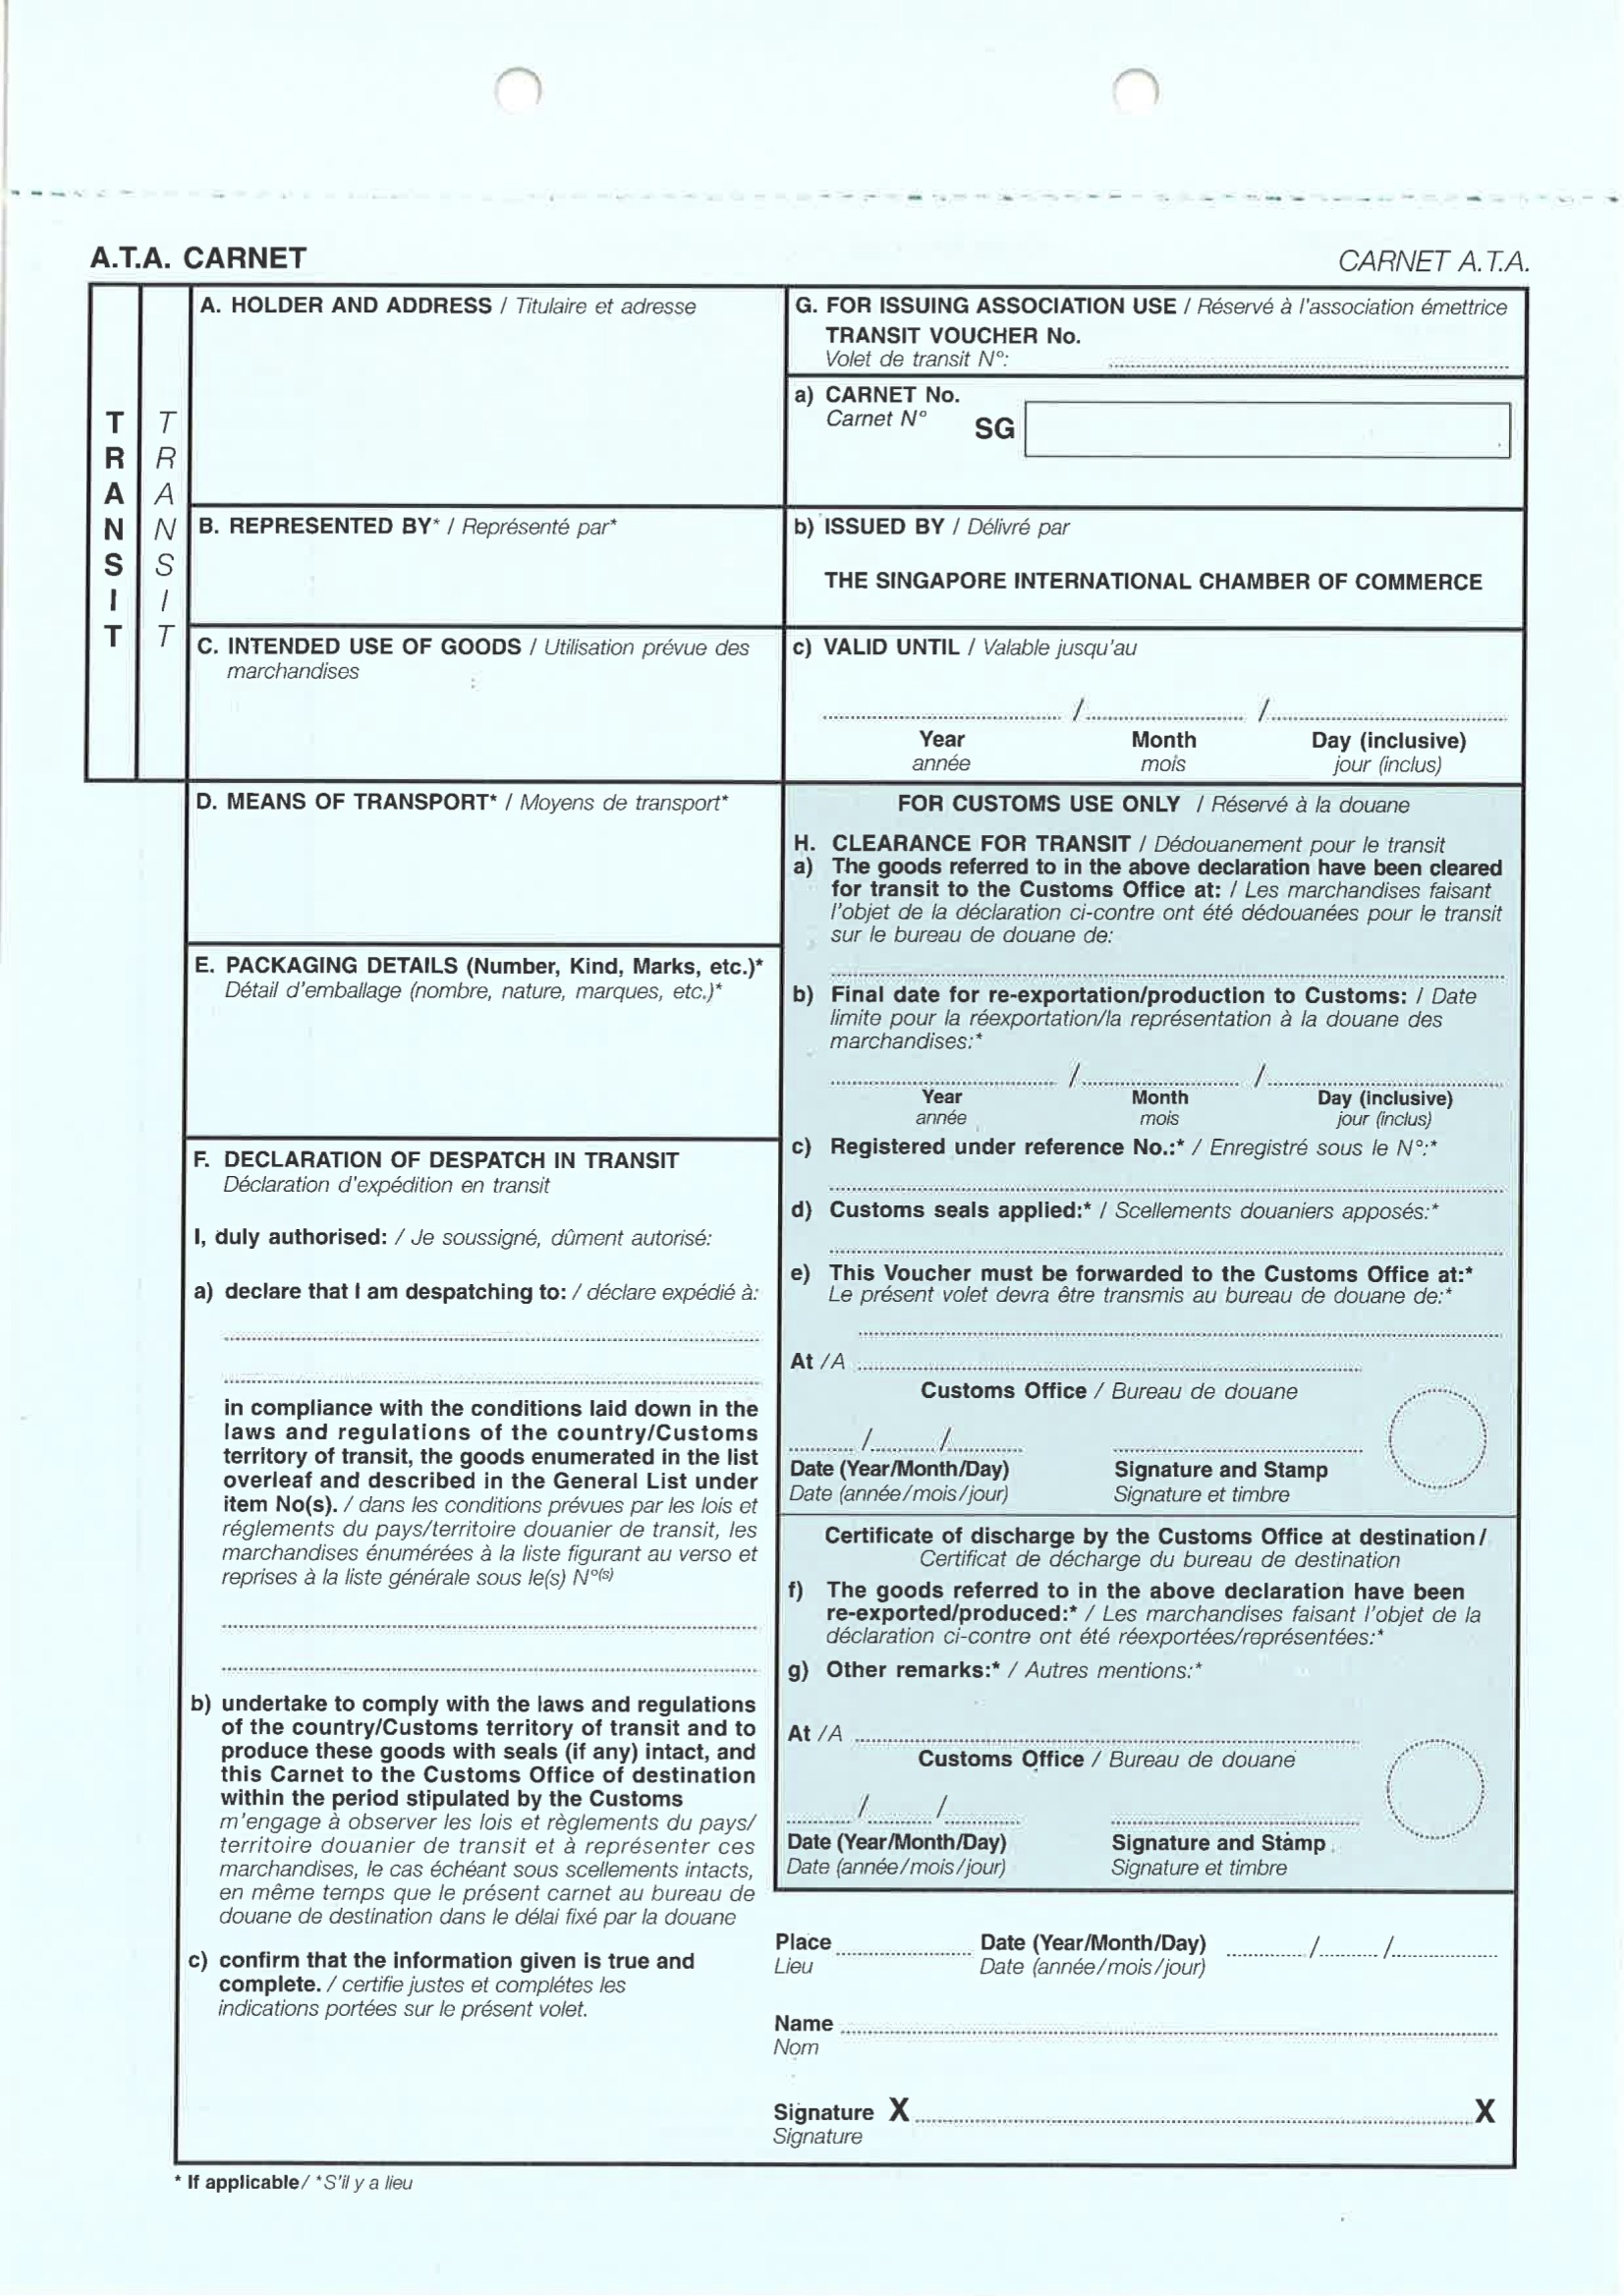 A.T.A. CARNET
CARNET A.T.A.
TRANSIT
TRANSIT
A. HOLDER AND ADDRESS / Titulaire et adresse
B. REPRESENTED BY* / Représenté par*
C. INTENDED USE OF GOODS / Utilisation prévue des
marchandises
G. FOR ISSUING ASSOCIATION USE / Réservé à l'association émettrice
TRANSIT VOUCHER No.
Volet de transit N°:
a) CARNET No.
Carnet N°
SG
b) ISSUED BY / Délivré par
THE SINGAPORE INTERNATIONAL CHAMBER OF COMMERCE
c) VALID UNTIL / Valable jusqu'au
/ /
Year Month Day (inclusive)
année mois jour (inclus)
D. MEANS OF TRANSPORT* / Moyens de transport*
E. PACKAGING DETAILS (Number, Kind, Marks, etc.)*
Détail d'emballage (nombre, nature, marques, etc.)*
F. DECLARATION OF DESPATCH IN TRANSIT
Déclaration d'expédition en transit
I, duly authorised: / Je soussigné, dûment autorisé:
a) declare that I am despatching to: / déclare expédié à:
in compliance with the conditions laid down in the
laws and regulations of the country/Customs
territory of transit, the goods enumerated in the list
overleaf and described in the General List under
item No(s). / dans les conditions prévues par les lois et
réglements du pays/territoire douanier de transit, les
marchandises énumérées à la liste figurant au verso et
reprises à la liste générale sous le(s) N°(s)
b) undertake to comply with the laws and regulations
of the country/Customs territory of transit and to
produce these goods with seals (if any) intact, and
this Carnet to the Customs Office of destination
within the period stipulated by the Customs
m'engage à observer les lois et règlements du pays/
territoire douanier de transit et à représenter ces
marchandises, le cas échéant sous scellements intacts,
en même temps que le présent carnet au bureau de
douane de destination dans le délai fixé par la douane
c) confirm that the information given is true and
complete. / certifie justes et complétes les
indications portées sur le présent volet.
FOR CUSTOMS USE ONLY / Réservé à la douane
H. CLEARANCE FOR TRANSIT / Dédouanement pour le transit
a) The goods referred to in the above declaration have been cleared
for transit to the Customs Office at: / Les marchandises faisant
l'objet de la déclaration ci-contre ont été dédouanées pour le transit
sur le bureau de douane de:
b) Final date for re-exportation/production to Customs: / Date
limite pour la réexportation/la représentation à la douane des
marchandises:*
/ /
Year Month Day (inclusive)
année mois jour (inclus)
c) Registered under reference No.:* / Enregistré sous le N°:*
d) Customs seals applied:* / Scellements douaniers apposés:*
e) This Voucher must be forwarded to the Customs Office at:*
Le présent volet devra être transmis au bureau de douane de:*
At /A
Customs Office / Bureau de douane
/ /
Date (Year/Month/Day) Signature and Stamp
Date (année/mois/jour) Signature et timbre
Certificate of discharge by the Customs Office at destination/
Certificat de décharge du bureau de destination
f) The goods referred to in the above declaration have been
re-exported/produced:* / Les marchandises faisant l'objet de la
déclaration ci-contre ont été réexportées/représentées:*
g) Other remarks:* / Autres mentions:*
At /A
Customs Office / Bureau de douane
/ /
Date (Year/Month/Day) Signature and Stamp
Date (année/mois/jour) Signature et timbre
Place Date (Year/Month/Day) / /
Lieu Date (année/mois/jour)
Name
Nom
Signature X X
Signature
* If applicable/ *S'il y a lieu